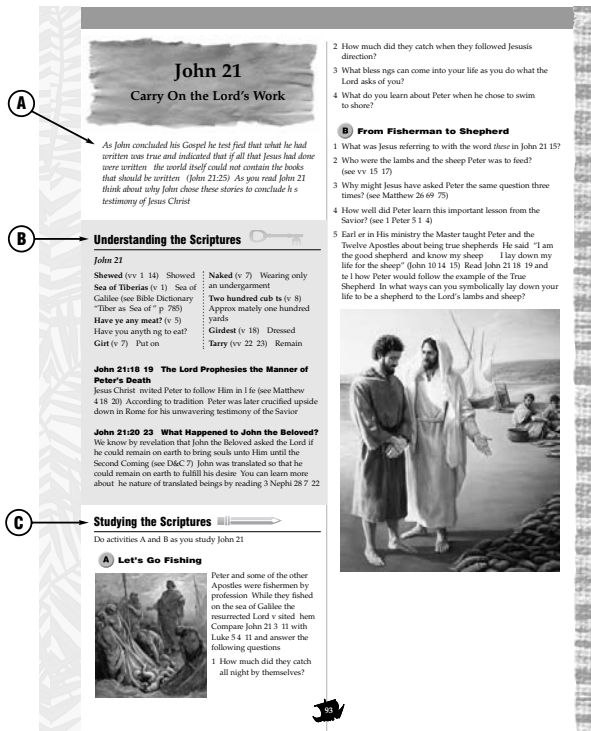 John 21
Carry On the Lord's Work
A
As John concluded his Gospel he test fied that what he had
written was true and indicated that if all that Jesus had done
were written the world itself could not contain the books
that should be written (John 21:25) As you read John 21
think about why John chose these stories to conclude h s
testimony of Jesus Christ
B
Understanding the Scriptures
John 21
Shewed (vv 1 14) Showed
Sea of Tiberias (v 1) Sea of
Galilee (see Bible Dictionary
"Tiber as Sea of " p 785)
Have ye any meat? (v 5)
Have you anyth ng to eat?
Girt (v 7) Put on
Naked (v 7) Wearing only
an undergarment
Two hundred cub ts (v 8)
Approx mately one hundred
yards
Girdest (v 18) Dressed
Tarry (vv 22 23) Remain
John 21:18 19 The Lord Prophesies the Manner of
Peter's Death
Jesus Christ nvited Peter to follow Him in l fe (see Matthew
4 18 20) According to tradition Peter was later crucified upside
down in Rome for his unwavering testimony of the Savior
John 21:20 23 What Happened to John the Beloved?
We know by revelation that John the Beloved asked the Lord if
he could remain on earth to bring souls unto Him until the
Second Coming (see D&C 7) John was translated so that he
could remain on earth to fulfill his desire You can learn more
about he nature of translated beings by reading 3 Nephi 28 7 22
C
Studying the Scriptures
Do activities A and B as you study John 21
A Let's Go Fishing
Peter and some of the other
Apostles were fishermen by
profession While they fished
on the sea of Galilee the
resurrected Lord v sited hem
Compare John 21 3 11 with
Luke 5 4 11 and answer the
following questions
1 How much did they catch
all night by themselves?
2 How much did they catch when they followed Jesusís
direction?
3 What bless ngs can come into your life as you do what the
Lord asks of you?
4 What do you learn about Peter when he chose to swim
to shore?
B From Fisherman to Shepherd
1 What was Jesus referring to with the word these in John 21 15?
2 Who were the lambs and the sheep Peter was to feed?
(see vv 15 17)
3 Why might Jesus have asked Peter the same question three
times? (see Matthew 26 69 75)
4 How well did Peter learn this important lesson from the
Savior? (see 1 Peter 5 1 4)
5 Earl er in His ministry the Master taught Peter and the
Twelve Apostles about being true shepherds He said "I am
the good shepherd and know my sheep I lay down my
life for the sheep" (John 10 14 15) Read John 21 18 19 and
te l how Peter would follow the example of the True
Shepherd In what ways can you symbolically lay down your
life to be a shepherd to the Lord's lambs and sheep?
93